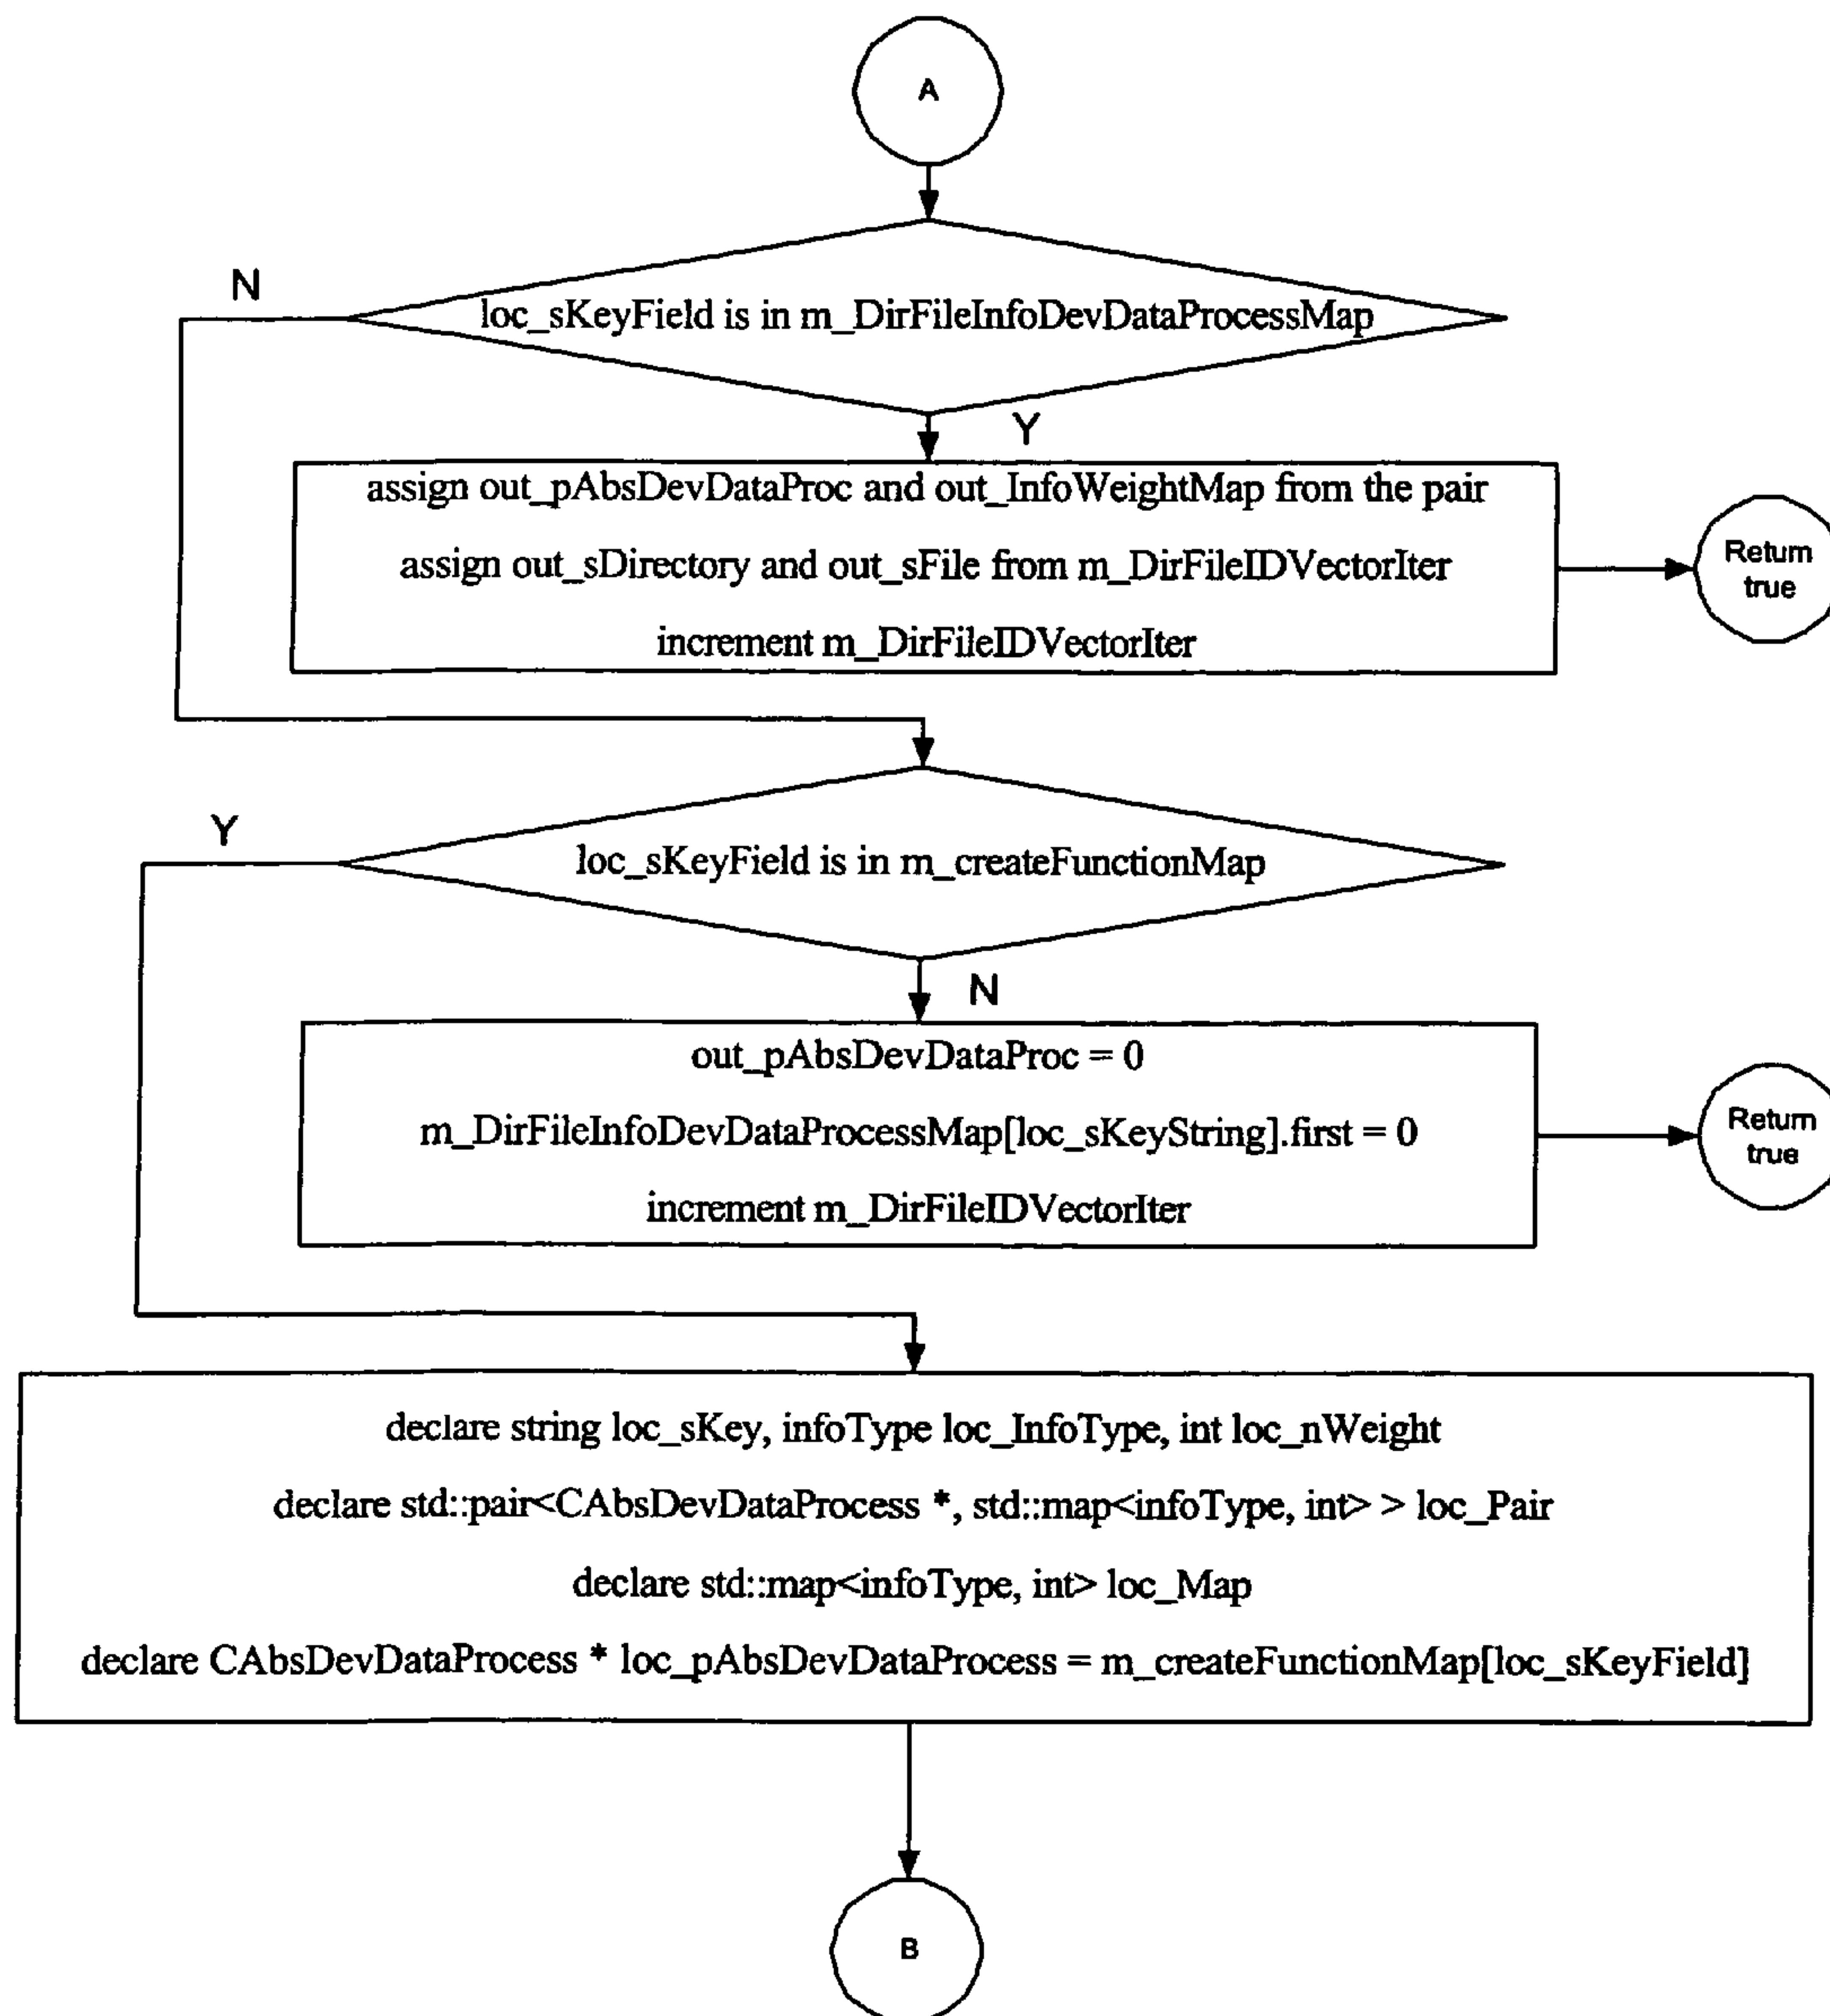 A
N
loc_sKeyField is in m_DirFileInfoDevDataProcessMap
Y
assign out_pAbsDevDataProc and out_InfoWeightMap from the pair
assign out_sDirectory and out_sFile from m_DirFileIDVectorIter
increment m_DirFileIDVectorIter
Return
true
Y
loc_sKeyField is in m_createFunctionMap
N
out_pAbsDevDataProc = 0
m_DirFileInfoDevDataProcessMap[loc_sKeyString].first = 0
increment m_DirFileIDVectorIter
Return
true
declare string loc_sKey, infoType loc_InfoType, int loc_nWeight
declare std::pair<CAbsDevDataProcess *, std::map<infoType, int> > loc_Pair
declare std::map<infoType, int> loc_Map
declare CAbsDevDataProcess * loc_pAbsDevDataProcess = m_createFunctionMap[loc_sKeyField]
B